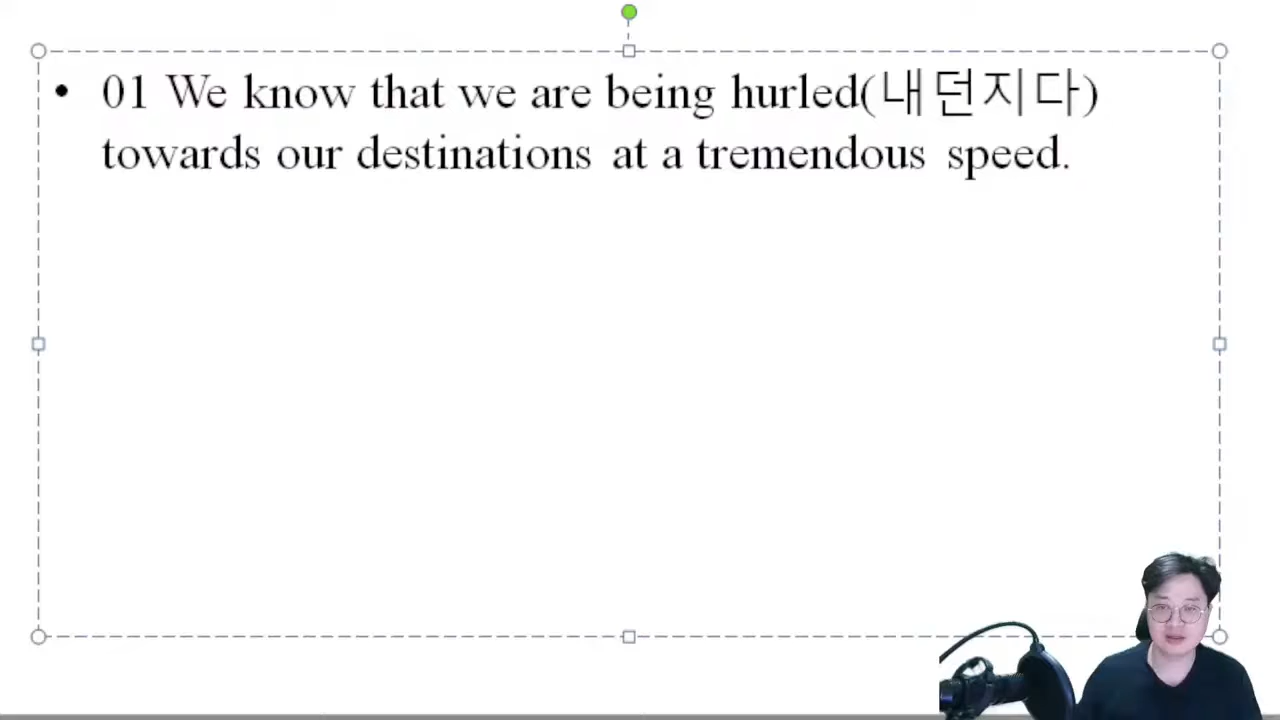 • 01 We know that we are being hurled(내던지다)
towards our destinations at a tremendous speed.